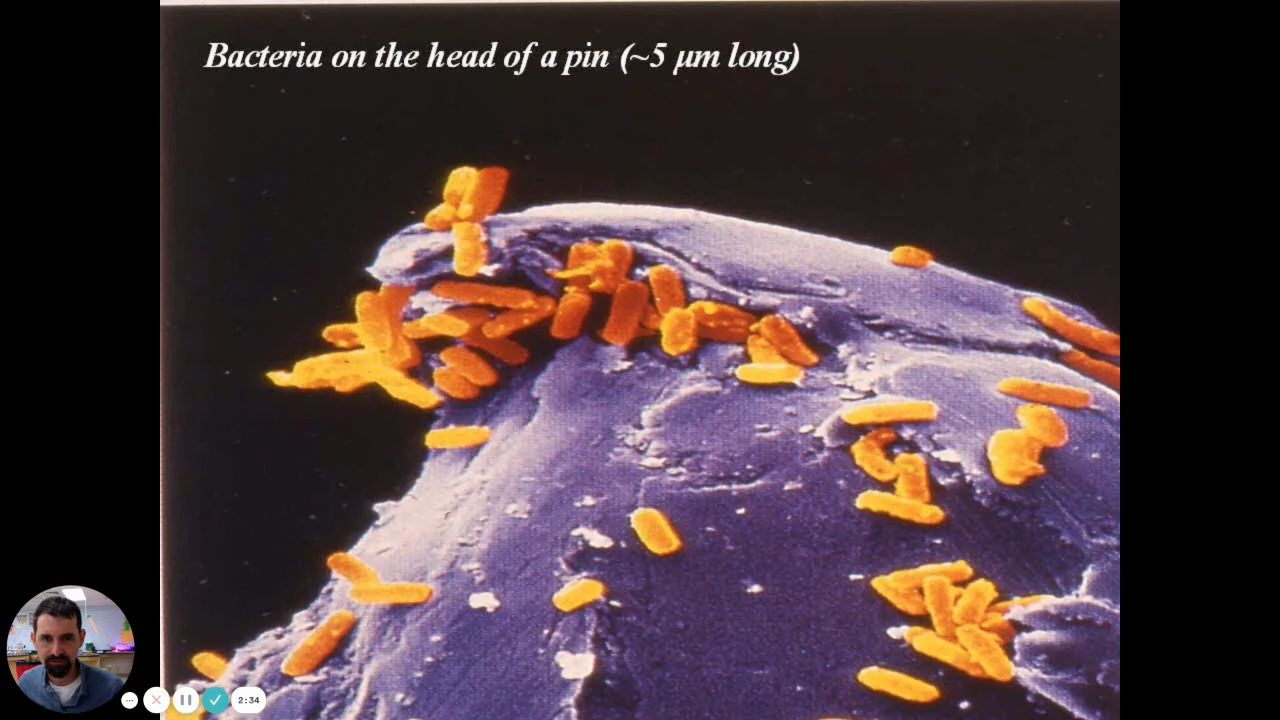 Bacteria on the head of a pin (~5 μm long)
2:34